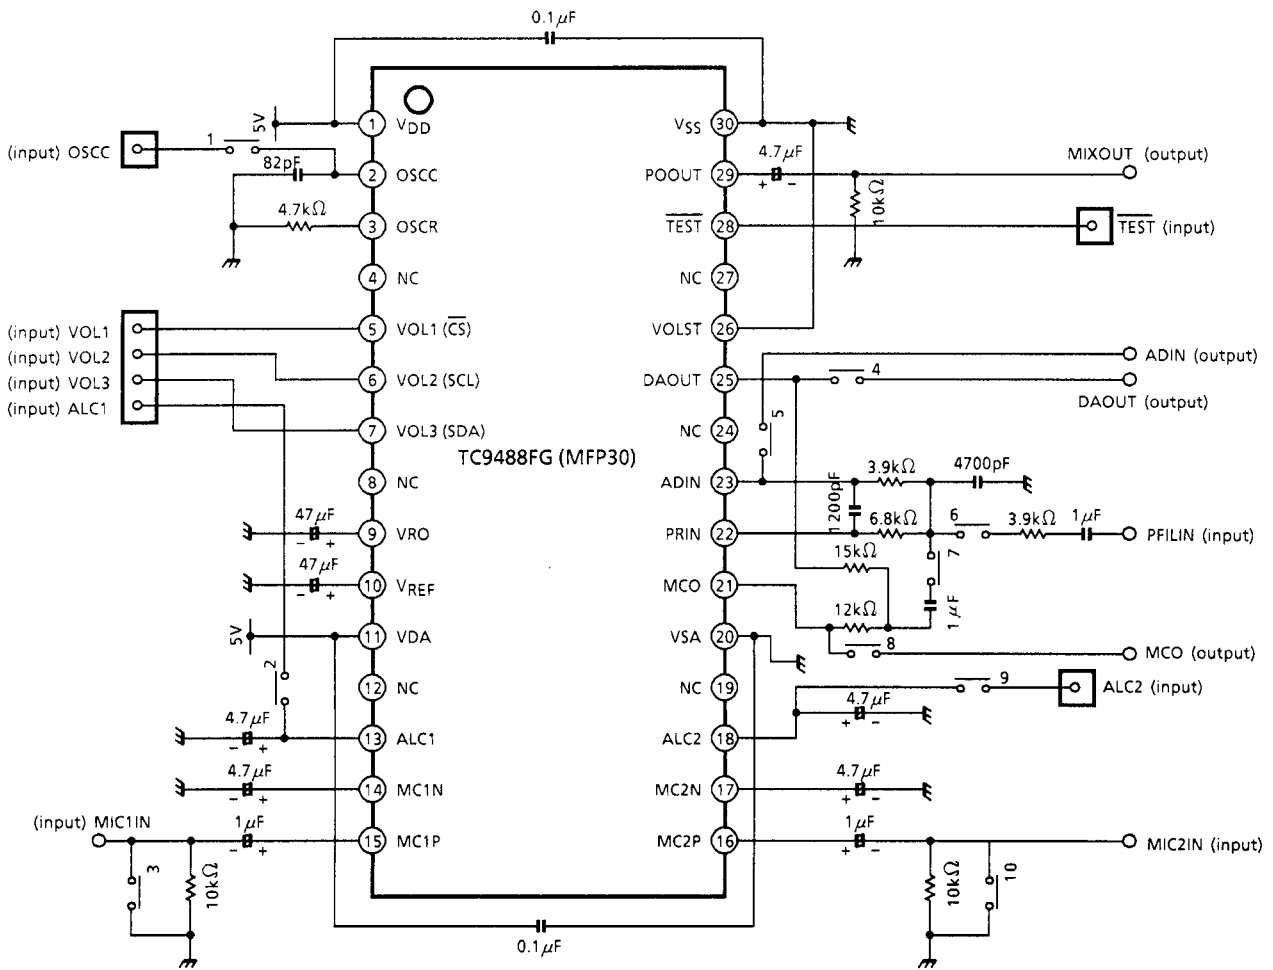 0.1μF
5V
1 VDD
VSS 30
(input) OSCC
1
4.7μF
MIXOUT (output)
82pF
2 OSCC
POOUT 29
+ -
10kΩ
4.7kΩ
3 OSCR
TEST 28
TEST (input)
4 NC
NC 27
(input) VOL1
5 VOL1 (CS)
VOLST 26
(input) VOL2
ADIN (output)
(input) VOL3
6 VOL2 (SCL)
DAOUT 25
4
(input) ALC1
DAOUT (output)
5
7 VOL3 (SDA)
NC 24
TC9488FG (MFP30)
8 NC
ADIN 23
3.9kΩ
4700pF
1200pF
47μF
- +
9 VRO
PRIN 22
6.8kΩ
6
3.9kΩ
1μF
PFILIN (input)
15kΩ
7
47μF
- +
10 VREF
MCO 21
12kΩ
1μF
5V
11 VDA
VSA 20
8
MCO (output)
2
12 NC
NC 19
9
ALC2 (input)
4.7μF
- +
13 ALC1
ALC2 18
4.7μF
+ -
4.7μF
- +
14 MC1N
MC2N 17
4.7μF
+ -
(input) MIC1IN
1μF
- +
15 MC1P
MC2P 16
1μF
+ -
MIC2IN (input)
3
10kΩ
10kΩ
10
0.1μF